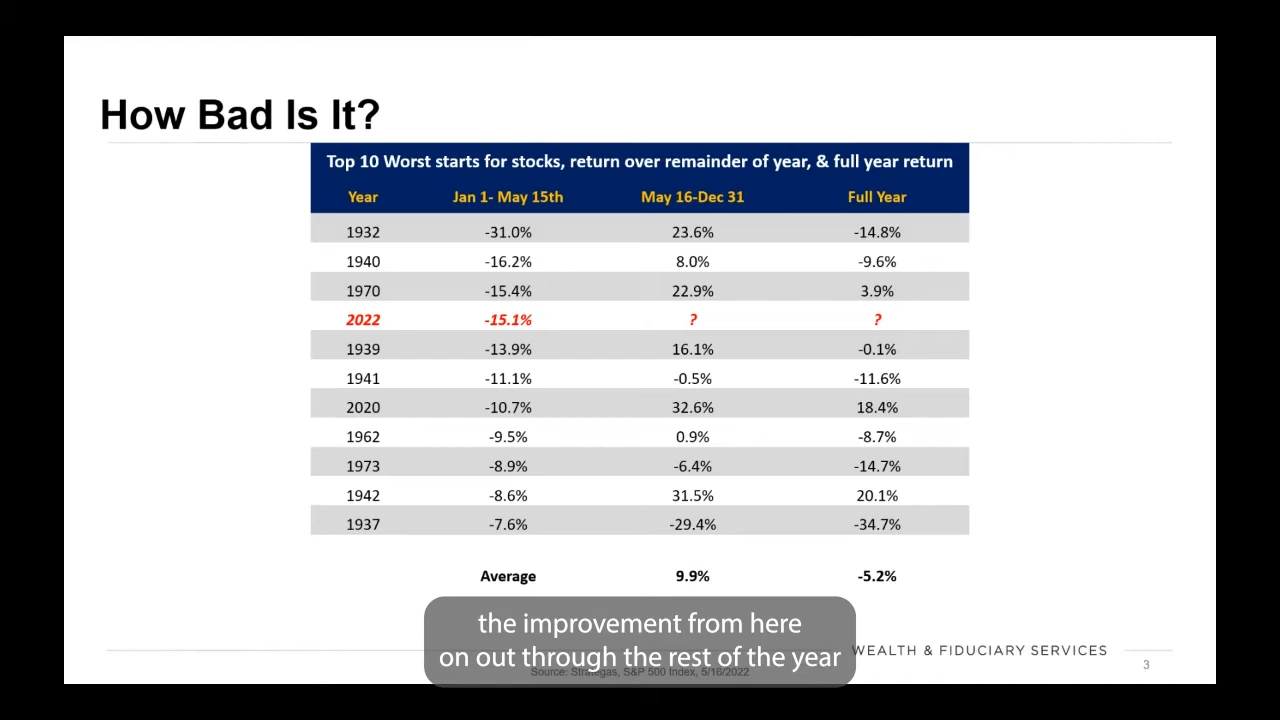 How Bad Is It?
Top 10 Worst starts for stocks, return over remainder of year, & full year return
Year Jan 1- May 15th May 16-Dec 31 Full Year
1932 -31.0% 23.6% -14.8%
1940 -16.2% 8.0% -9.6%
1970 -15.4% 22.9% 3.9%
2022 -15.1% ? ?
1939 -13.9% 16.1% -0.1%
1941 -11.1% -0.5% -11.6%
2020 -10.7% 32.6% 18.4%
1962 -9.5% 0.9% -8.7%
1973 -8.9% -6.4% -14.7%
1942 -8.6% 31.5% 20.1%
1937 -7.6% -29.4% -34.7%
Average 9.9% -5.2%
the improvement from here
on out through the rest of the year
WEALTH & FIDUCIARY SERVICES
Source: Strategas, S&P 500 Index, 5/16/2022
3